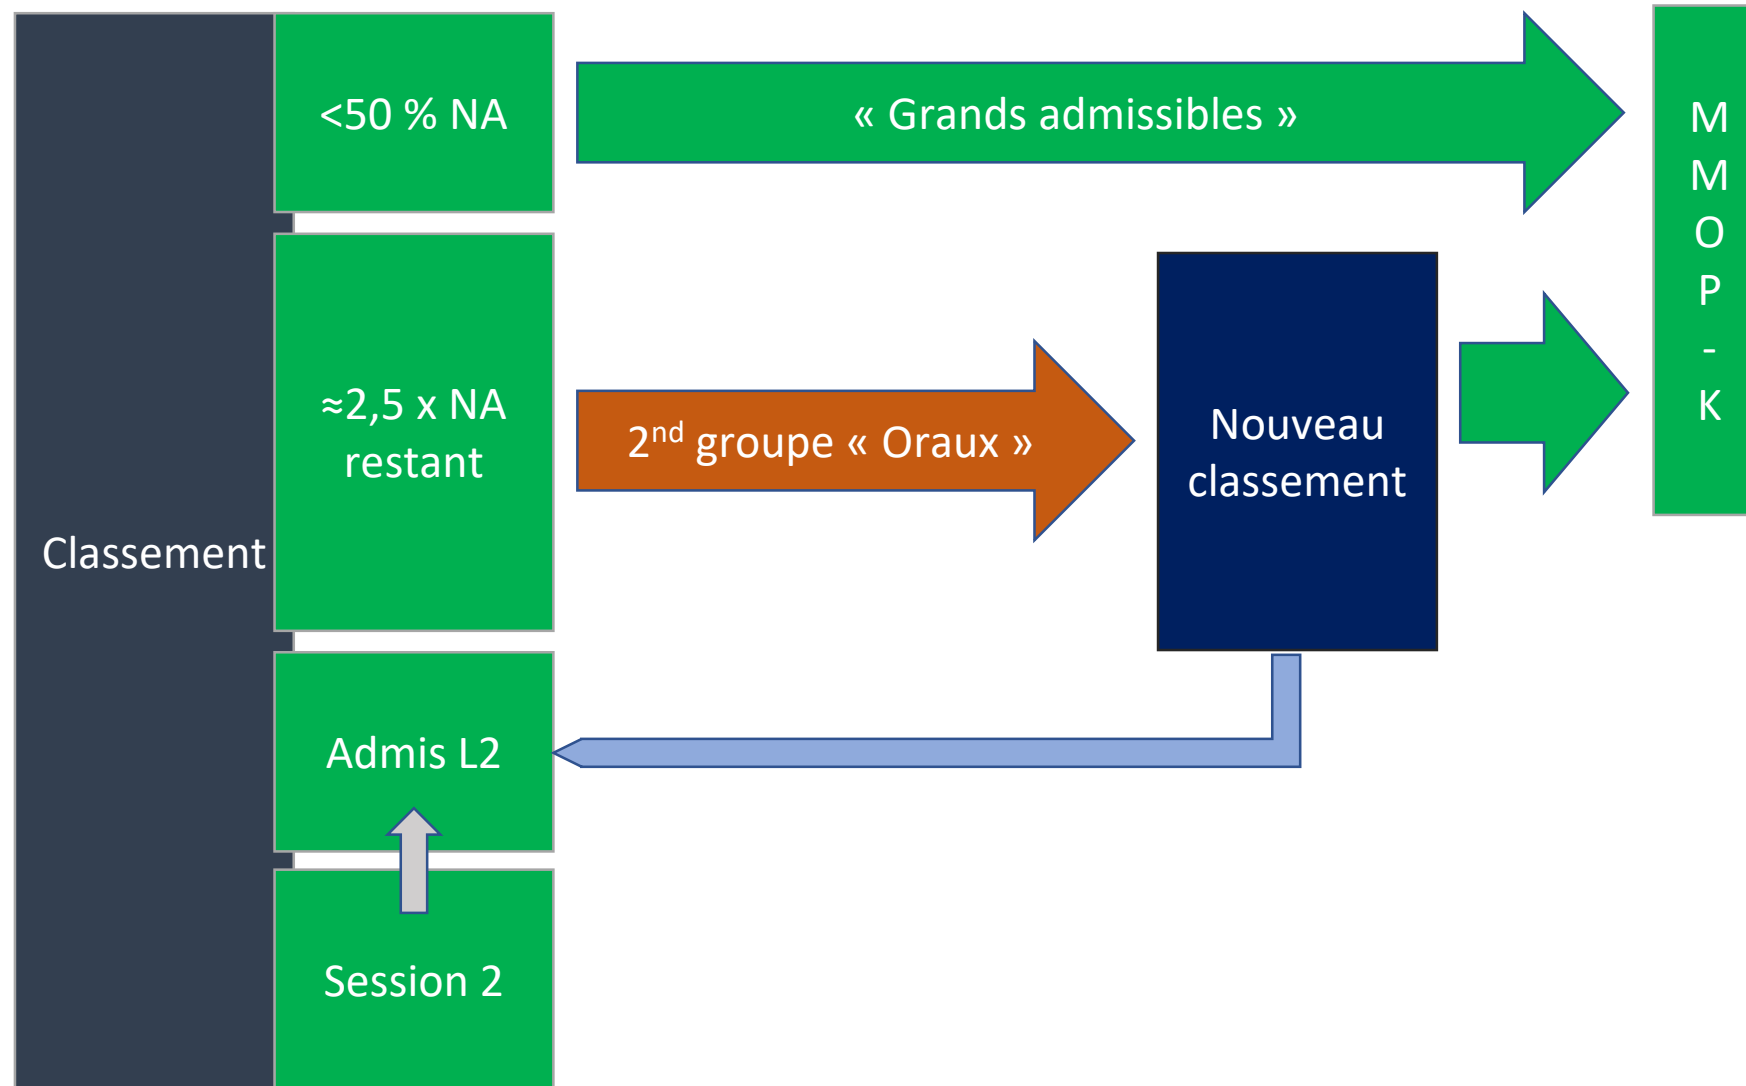 <50 % NA
« Grands admissibles »
M
M
O
P
-
K
≈2,5 x NA
restant
2nd groupe « Oraux »
Nouveau
classement
Classement
Admis L2
Session 2